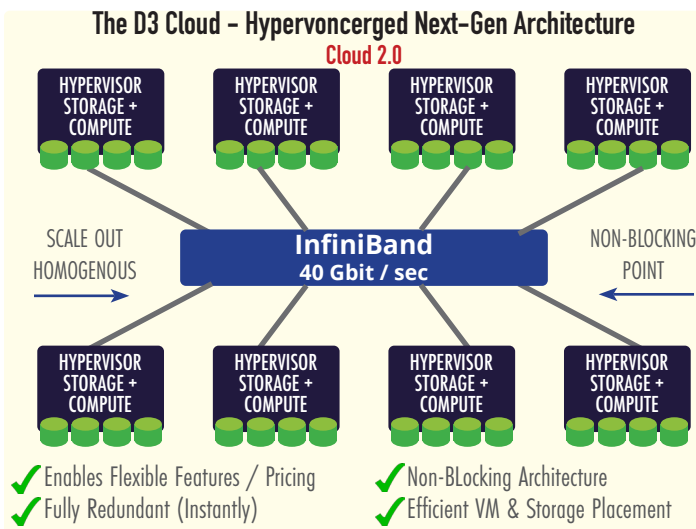 The D3 Cloud - Hypervoncerged Next-Gen Architecture
Cloud 2.0
HYPERVISOR
STORAGE +
COMPUTE
HYPERVISOR
STORAGE +
COMPUTE
HYPERVISOR
STORAGE +
COMPUTE
HYPERVISOR
STORAGE +
COMPUTE
SCALE OUT
HOMOGENOUS
InfiniBand
40 Gbit / sec
NON-BLOCKING
POINT
HYPERVISOR
STORAGE +
COMPUTE
HYPERVISOR
STORAGE +
COMPUTE
HYPERVISOR
STORAGE +
COMPUTE
HYPERVISOR
STORAGE +
COMPUTE
Enables Flexible Features / Pricing
Fully Redundant (Instantly)
Non-BLocking Architecture
Efficient VM & Storage Placement